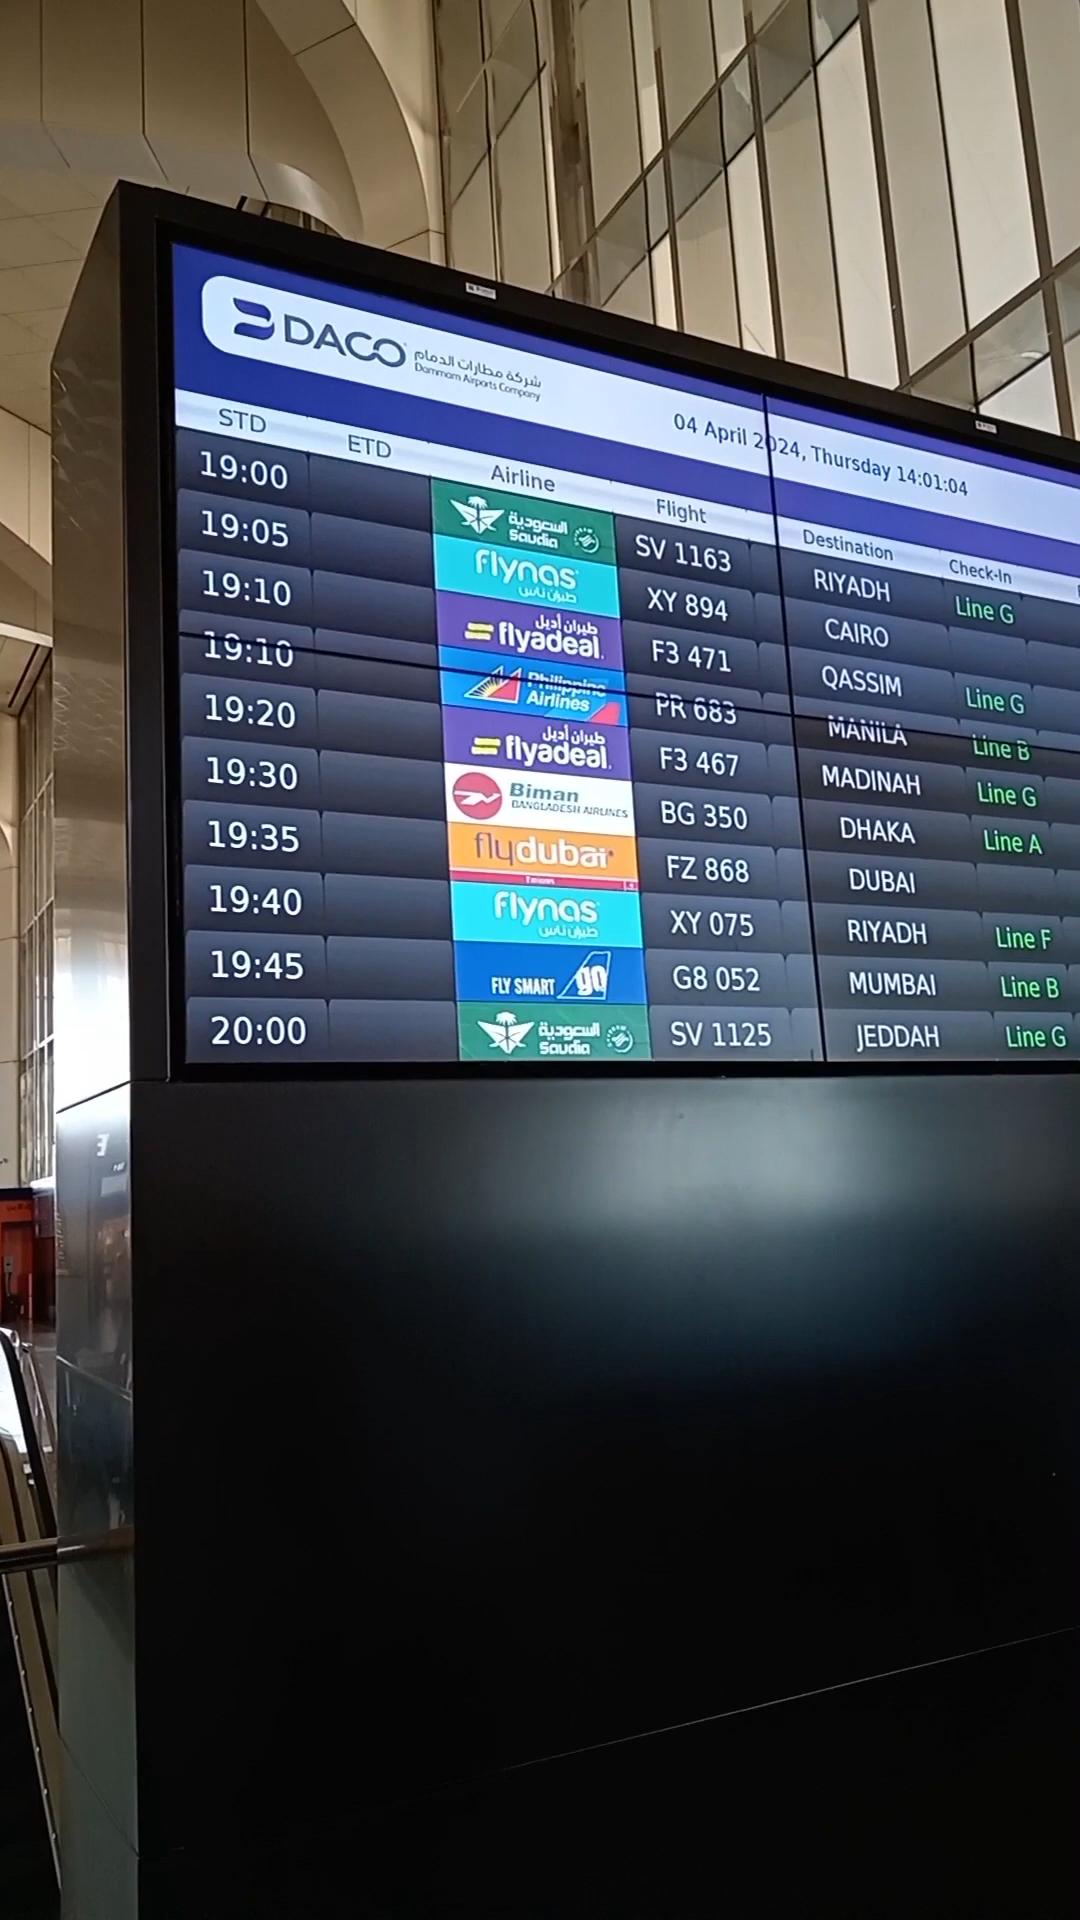 DACO شركة مطارات الدمام
Dammam Airports Company
04 April 2024, Thursday 14:01:04
STD ETD Airline Flight Destination Check-In
19:00 السعودية Saudia SV 1163 RIYADH Line G
19:05 flynas طيران ناس XY 894 CAIRO
19:10 طيران أديل flyadeal. F3 471 QASSIM Line G
19:10 Philippine Airlines PR 683 MANILA Line B
19:20 طيران أديل flyadeal. F3 467 MADINAH Line G
19:30 Biman BANGLADESH AIRLINES BG 350 DHAKA Line A
19:35 flydubai Emirates FZ 868 DUBAI
19:40 flynas طيران ناس XY 075 RIYADH Line F
19:45 FLY SMART go G8 052 MUMBAI Line B
20:00 السعودية Saudia SV 1125 JEDDAH Line G